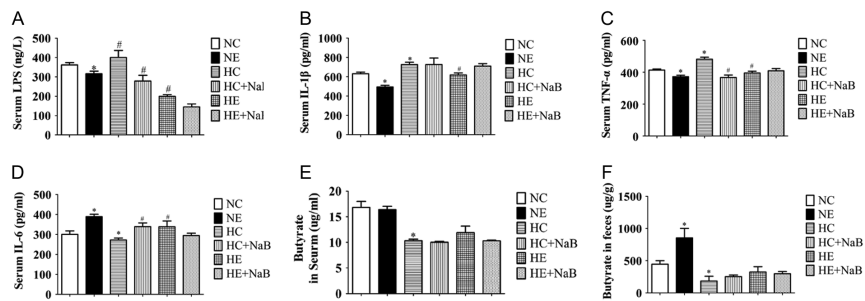 A
Serum LPS (ng/L)
500
400
300
200
100
0
*
#
#
#
NC
NE
HC
HC+NaI
HE
HE+NaI
B
Serum IL-1β (pg/ml)
1000
800
600
400
200
0
*
*
#
NC
NE
HC
HC+NaB
HE
HE+NaB
C
Serum TNF-α (pg/ml)
600
400
200
0
*
*
#
#
NC
NE
HC
HC+NaB
HE
HE+NaB
D
Serum IL-6 (pg/ml)
500
400
300
200
100
0
*
*
#
#
NC
NE
HC
HC+NaB
HE
HE+NaB
E
Butyrate
in Seurm (ug/ml)
20
15
10
5
0
*
NC
NE
HC
HC+NaB
HE
HE+NaB
F
Butyrate in feces (ug/g)
1500
1000
500
0
*
*
NC
NE
HC
HC+NaB
HE
HE+NaB